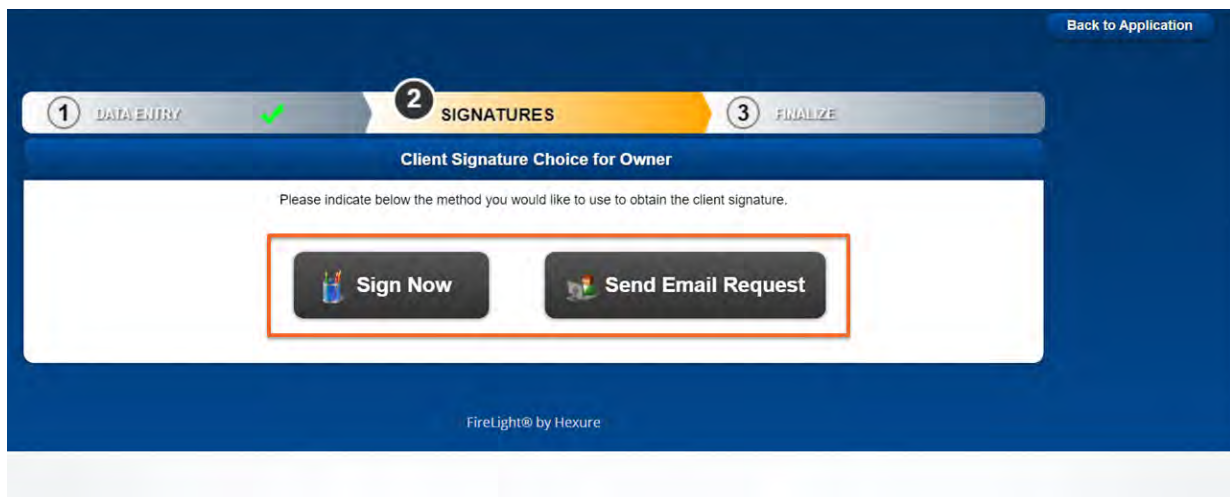 Back to Application
1 DATA ENTRY
2 SIGNATURES
3 FINALIZE
Client Signature Choice for Owner
Please indicate below the method you would like to use to obtain the client signature.
Sign Now
Send Email Request
FireLight® by Hexure